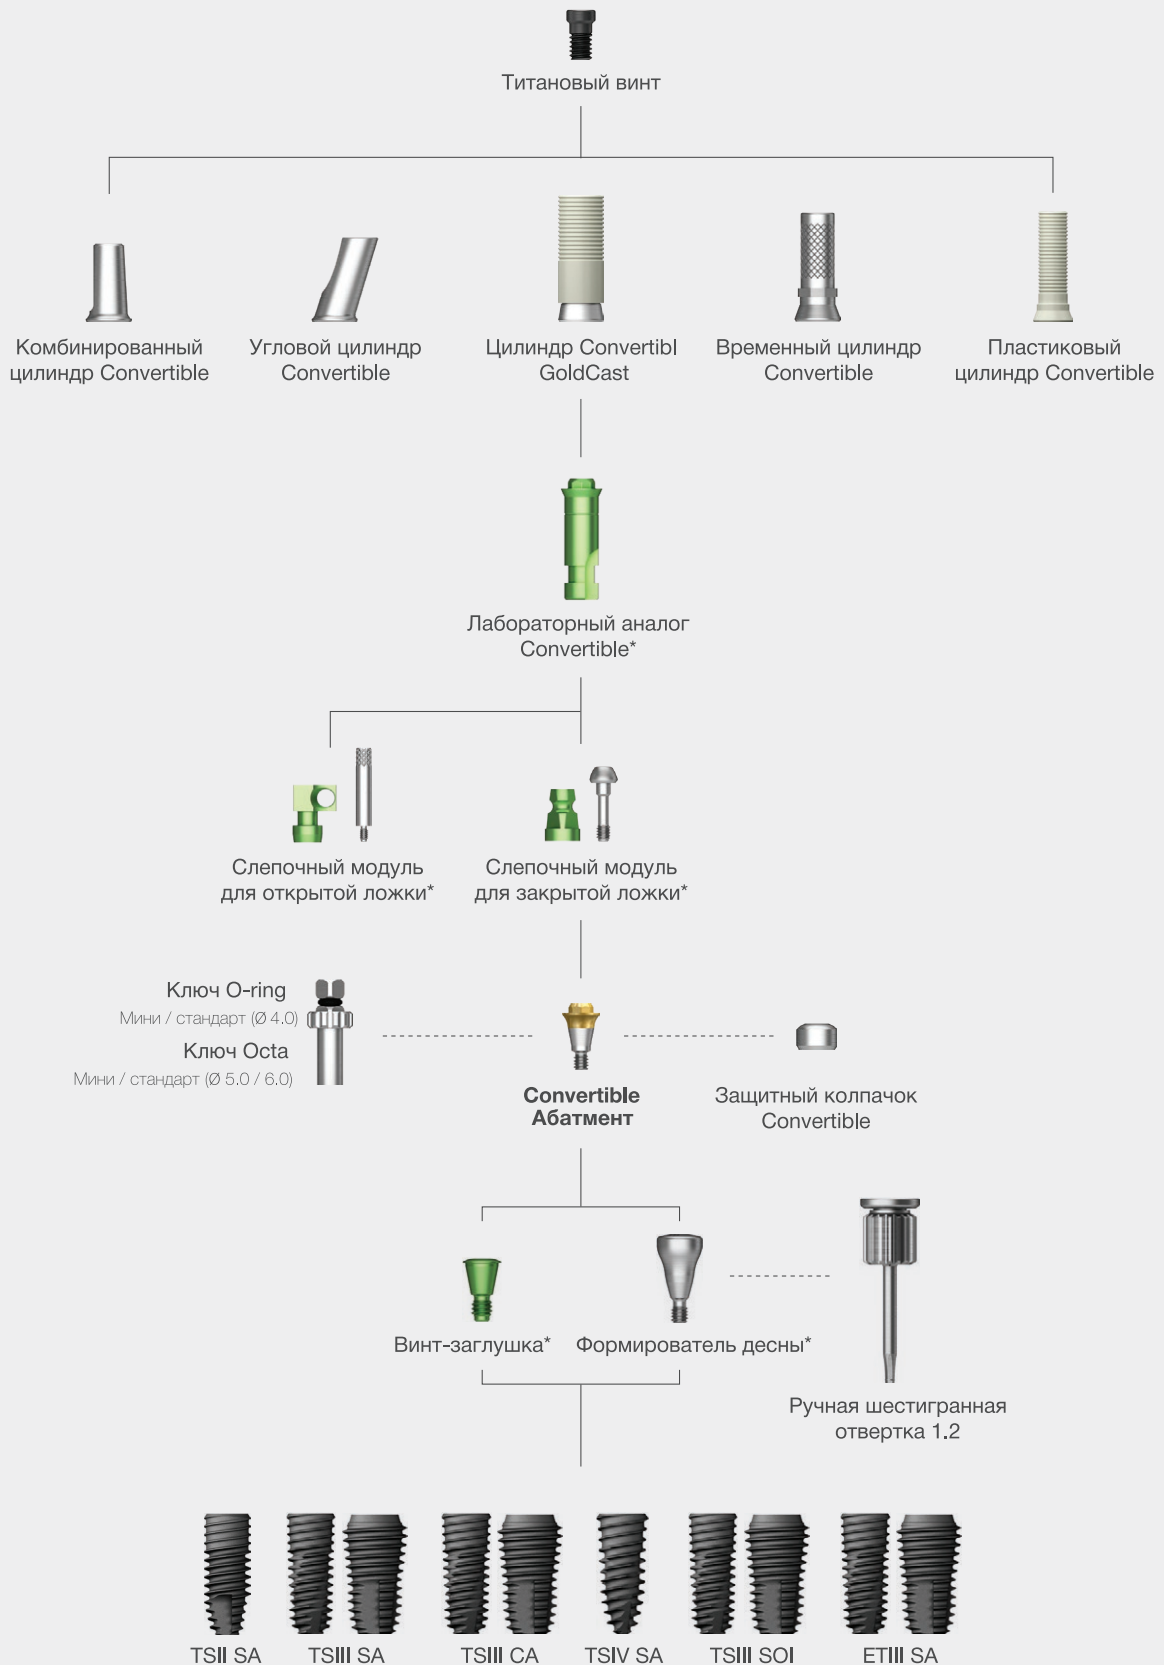 Титановый винт
Комбинированный
цилиндр Convertible
Угловой цилиндр
Convertible
Цилиндр Convertibl
GoldCast
Временный цилиндр
Convertible
Пластиковый
цилиндр Convertible
Лабораторный аналог
Convertible*
Слепочный модуль
для открытой ложки*
Слепочный модуль
для закрытой ложки*
Ключ O-ring
Мини / стандарт (Ø 4.0)
Ключ Octa
Мини / стандарт (Ø 5.0 / 6.0)
Convertible
Абатмент
Защитный колпачок
Convertible
Винт-заглушка*
Формирователь десны*
Ручная шестигранная
отвертка 1.2
TSII SA
TSIII SA
TSIII CA
TSIV SA
TSIII SOI
ETIII SA